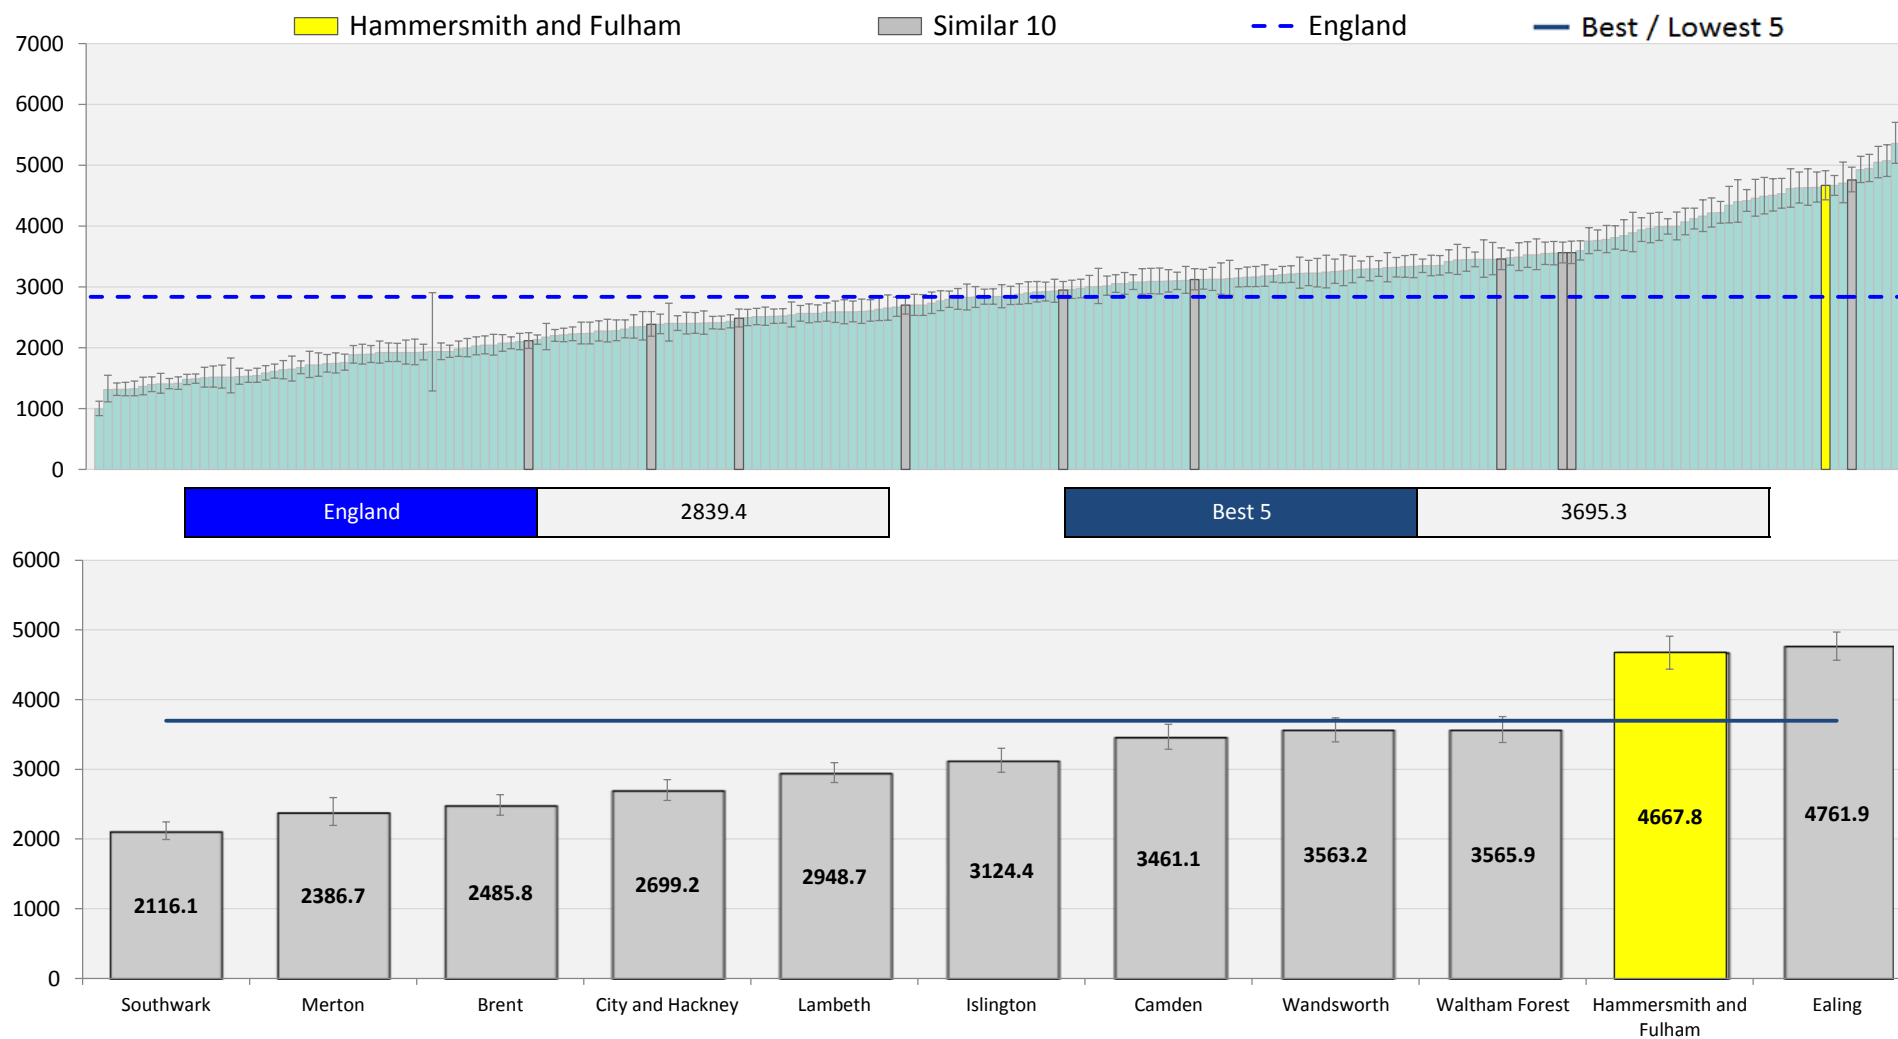 Hammersmith and Fulham
Similar 10
England
Best / Lowest 5
7000
6000
5000
4000
3000
2000
1000
0
England 2839.4
Best 5 3695.3
6000
5000
4000
3000
2000
1000
0
2116.1
2386.7
2485.8
2699.2
2948.7
3124.4
3461.1
3563.2
3565.9
4667.8
4761.9
Southwark
Merton
Brent
City and Hackney
Lambeth
Islington
Camden
Wandsworth
Waltham Forest
Hammersmith and
Fulham
Ealing